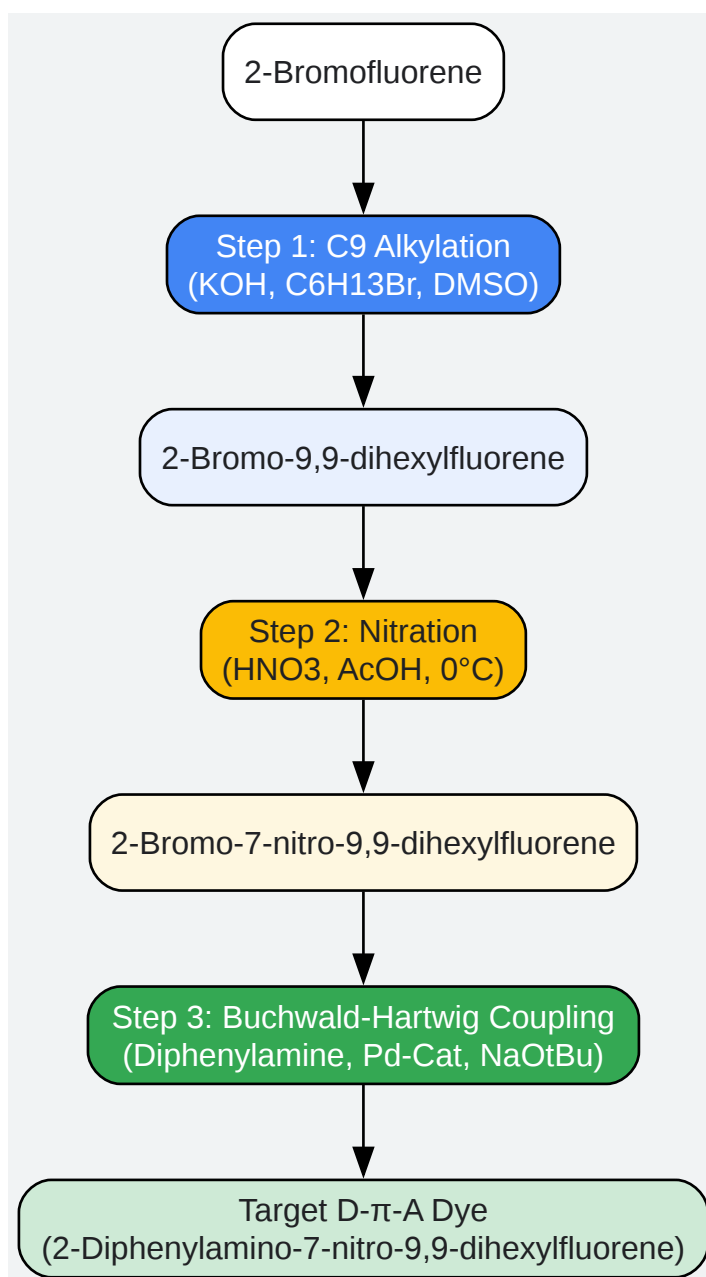 2-Bromofluorene
Step 1: C9 Alkylation
(KOH, C6H13Br, DMSO)
2-Bromo-9,9-dihexylfluorene
Step 2: Nitration
(HNO3, AcOH, 0°C)
2-Bromo-7-nitro-9,9-dihexylfluorene
Step 3: Buchwald-Hartwig Coupling
(Diphenylamine, Pd-Cat, NaOtBu)
Target D-π-A Dye
(2-Diphenylamino-7-nitro-9,9-dihexylfluorene)